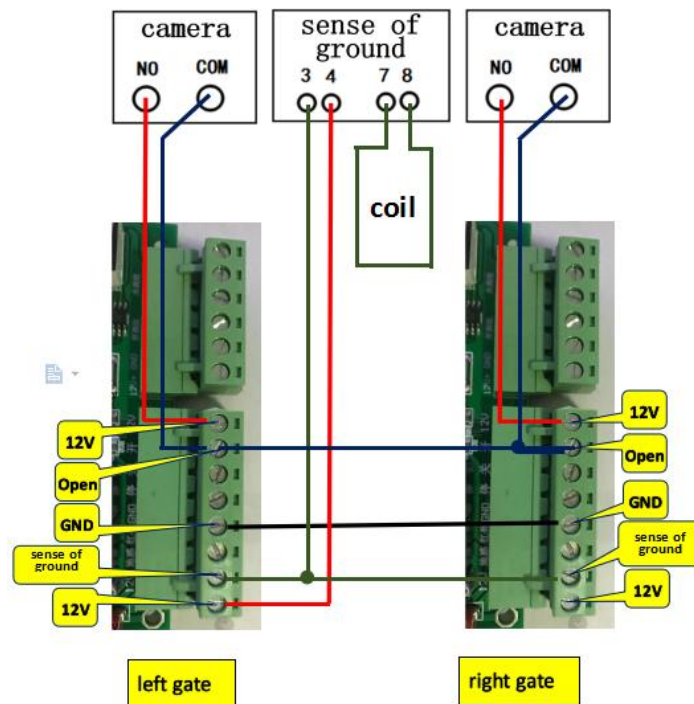 camera
NO COM
sense of
ground
3 4 7 8
camera
NO COM
coil
12V
Open
GND
sense of
ground
12V
12V
Open
GND
sense of
ground
12V
left gate
right gate